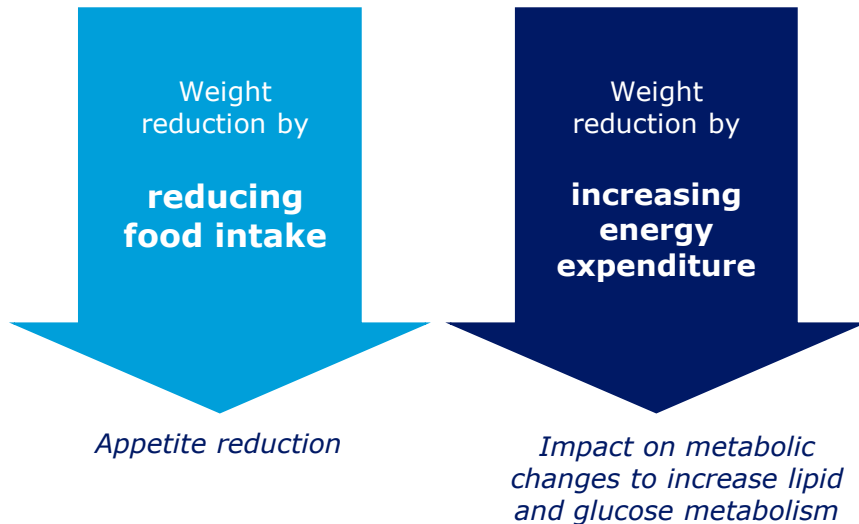 Weight
reduction by
reducing
food intake
Appetite reduction
Weight
reduction by
increasing
energy
expenditure
Impact on metabolic
changes to increase lipid
and glucose metabolism